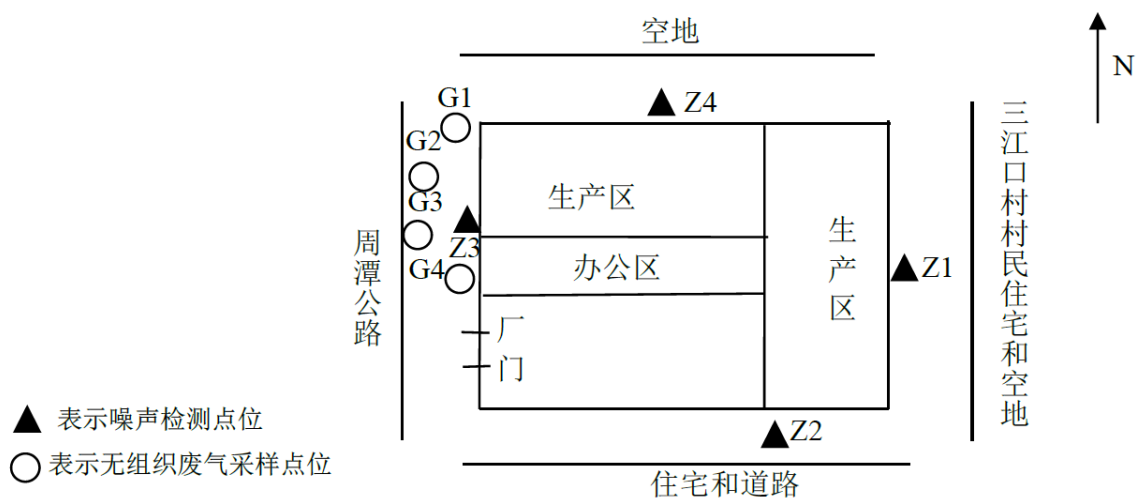 空地
N
G1
Z4
G2
生产区
G3
Z3
办公区
G4
生产区
Z1
周潭公路
三江口村村民住宅和空地
厂门
Z2
表示噪声检测点位
表示无组织废气采样点位
住宅和道路